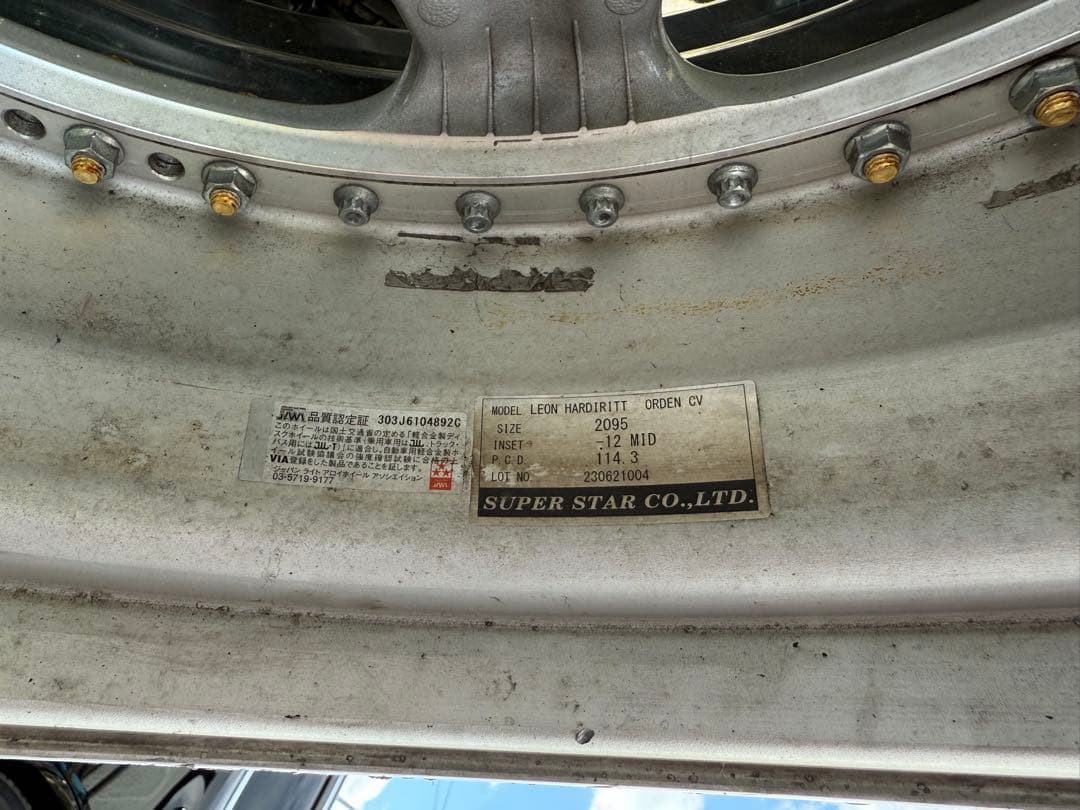 JAWA 品質認定証 303J6104892C
このホイールは国土交通省の定める「軽合金製ディ
スクホイールの技術基準(乗用車用は JWL、トラック・
バス用には JWL-T)」に適合し、自動車用軽合金製ホ
イール試験協議会の強度確認試験に合格の上
VIA登録をした製品であることを証します。
ジャパン ライト アロイホイール アソシエイション
03-5719-9177
MODEL LEON HARDIRITT ORDEN CV
SIZE 2095
INSET -12 MID
P.C.D 114.3
LOT NO. 230621004
SUPER STAR CO.,LTD.